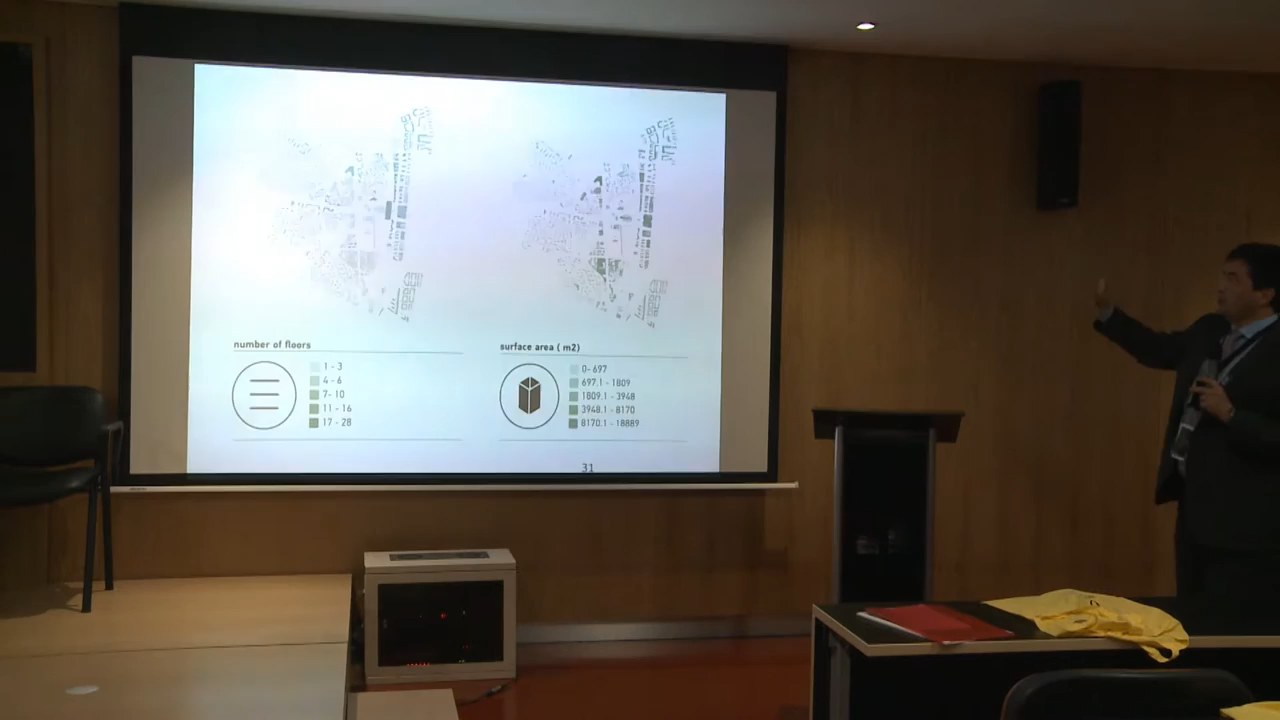 number of floors
1 - 3
4 - 6
7- 10
11 - 16
17 - 28
surface area ( m2)
0- 697
697.1 - 1809
1809.1 - 3948
3948.1 - 8170
8170.1 - 18889
31